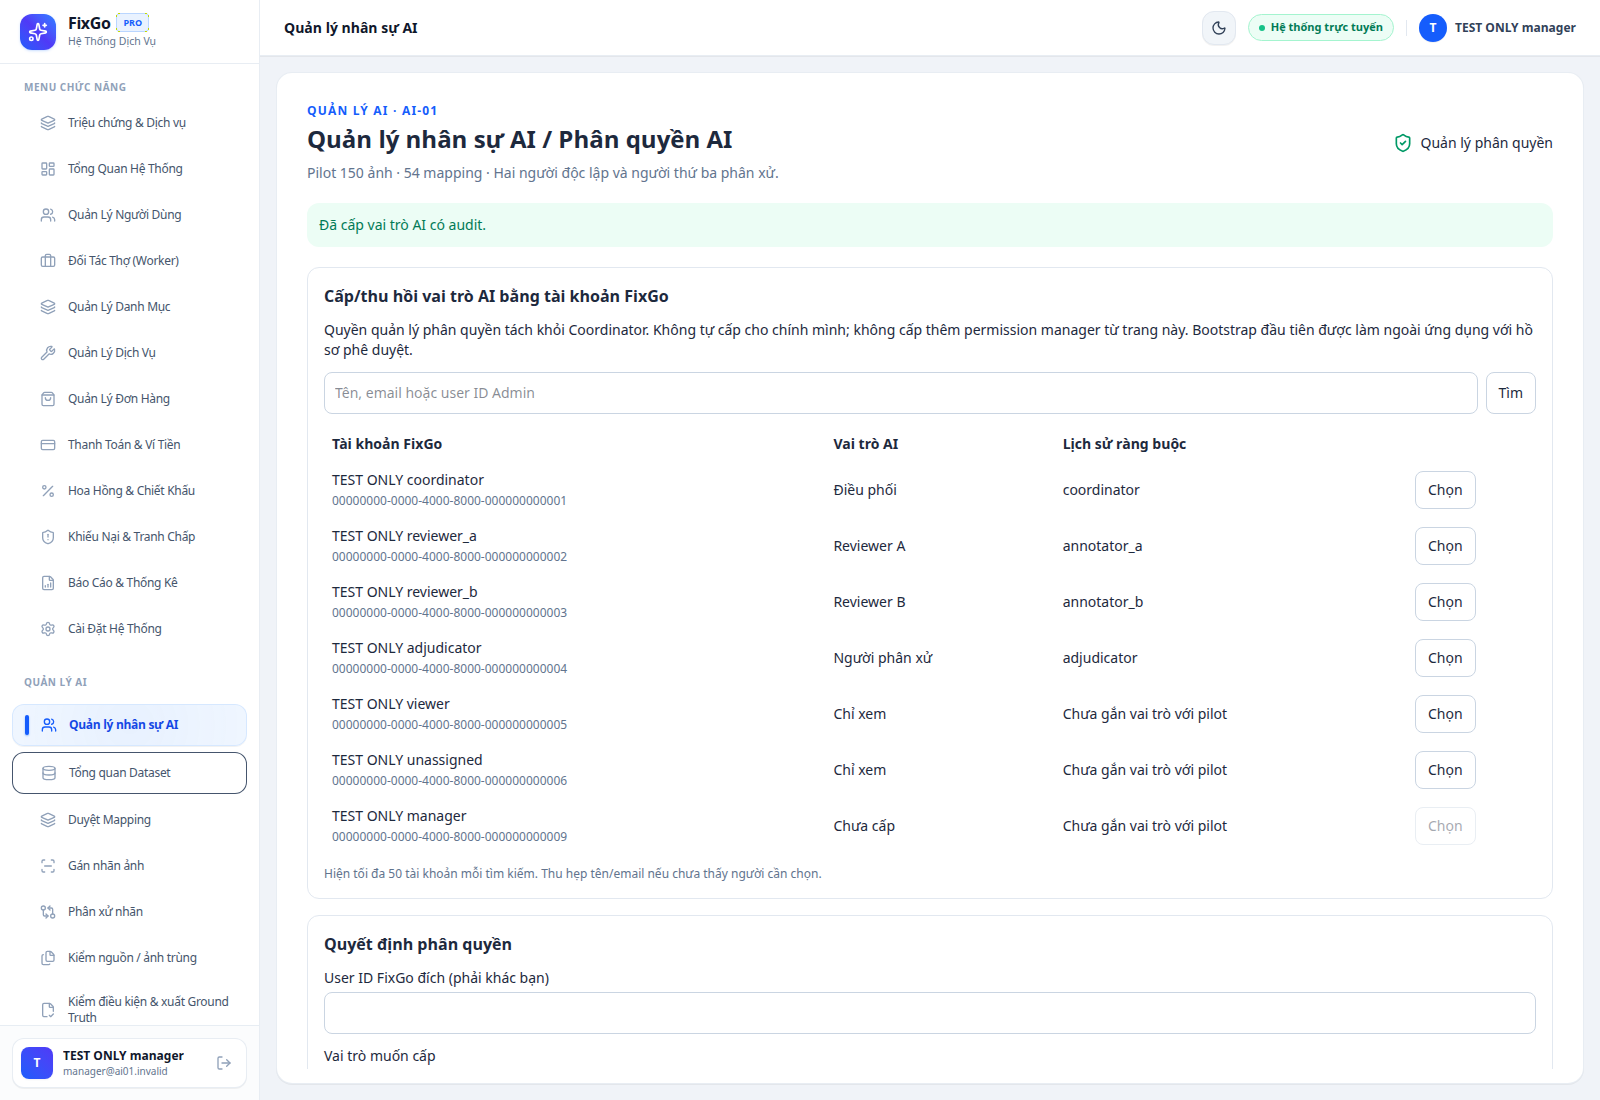 FixGo PRO
Hệ Thống Dịch Vụ
MENU CHỨC NĂNG
Triệu chứng & Dịch vụ
Tổng Quan Hệ Thống
Quản Lý Người Dùng
Đối Tác Thợ (Worker)
Quản Lý Danh Mục
Quản Lý Dịch Vụ
Quản Lý Đơn Hàng
Thanh Toán & Ví Tiền
Hoa Hồng & Chiết Khấu
Khiếu Nại & Tranh Chấp
Báo Cáo & Thống Kê
Cài Đặt Hệ Thống
QUẢN LÝ AI
Quản lý nhân sự AI
Tổng quan Dataset
Duyệt Mapping
Gán nhãn ảnh
Phân xử nhãn
Kiểm nguồn / ảnh trùng
Kiểm điều kiện & xuất Ground
Truth
T
TEST ONLY manager
manager@ai01.invalid
Quản lý nhân sự AI
Hệ thống trực tuyến
T
TEST ONLY manager
QUẢN LÝ AI · AI-01
Quản lý nhân sự AI / Phân quyền AI
Pilot 150 ảnh · 54 mapping · Hai người độc lập và người thứ ba phân xử.
Quản lý phân quyền
Đã cấp vai trò AI có audit.
Cấp/thu hồi vai trò AI bằng tài khoản FixGo
Quyền quản lý phân quyền tách khỏi Coordinator. Không tự cấp cho chính mình; không cấp thêm permission manager từ trang này. Bootstrap đầu tiên được làm ngoài ứng dụng với hồ
sơ phê duyệt.
Tên, email hoặc user ID Admin
Tìm
Tài khoản FixGo Vai trò AI Lịch sử ràng buộc
TEST ONLY coordinator
00000000-0000-4000-8000-000000000001
Điều phối coordinator Chọn
TEST ONLY reviewer_a
00000000-0000-4000-8000-000000000002
Reviewer A annotator_a Chọn
TEST ONLY reviewer_b
00000000-0000-4000-8000-000000000003
Reviewer B annotator_b Chọn
TEST ONLY adjudicator
00000000-0000-4000-8000-000000000004
Người phân xử adjudicator Chọn
TEST ONLY viewer
00000000-0000-4000-8000-000000000005
Chỉ xem Chưa gắn vai trò với pilot Chọn
TEST ONLY unassigned
00000000-0000-4000-8000-000000000006
Chỉ xem Chưa gắn vai trò với pilot Chọn
TEST ONLY manager
00000000-0000-4000-8000-000000000009
Chưa cấp Chưa gắn vai trò với pilot Chọn
Hiện tối đa 50 tài khoản mỗi tìm kiếm. Thu hẹp tên/email nếu chưa thấy người cần chọn.
Quyết định phân quyền
User ID FixGo đích (phải khác bạn)
Vai trò muốn cấp